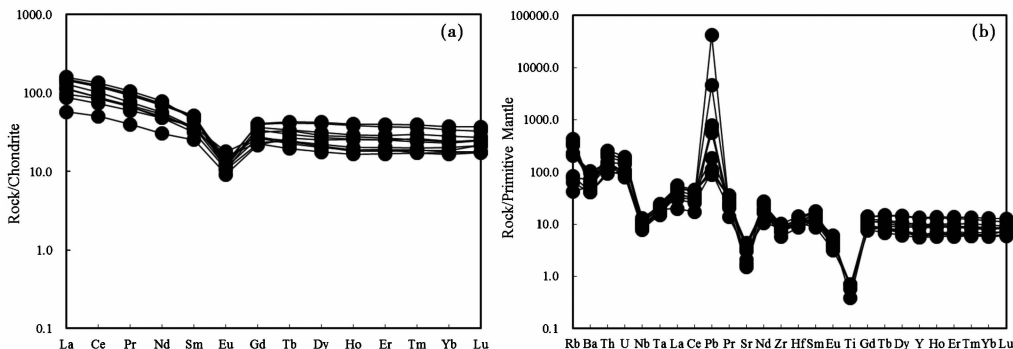 1000.0
(a)
100.0
10.0
1.0
0.1
Rock/Chondrite
La Ce Pr Nd Sm Eu Gd Tb Dy Ho Er Tm Yb Lu
100000.0
(b)
10000.0
1000.0
100.0
10.0
1.0
0.1
Rock/Primitive Mantle
Rb Ba Th U Nb Ta La Ce Pb Pr Sr Nd Zr Hf Sm Eu Ti Gd Tb Dy Y Ho Er Tm Yb Lu